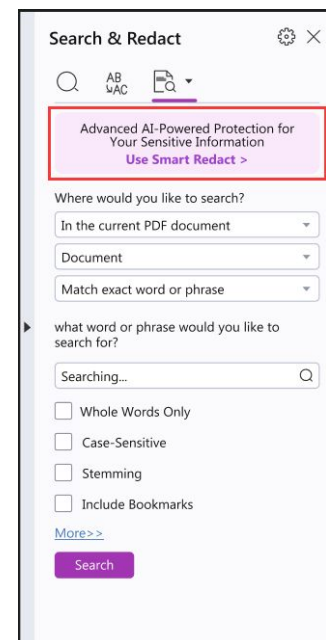 Search & Redact
AB
AC
Advanced AI-Powered Protection for
Your Sensitive Information
Use Smart Redact >
Where would you like to search?
In the current PDF document
Document
Match exact word or phrase
what word or phrase would you like to
search for?
Searching...
Whole Words Only
Case-Sensitive
Stemming
Include Bookmarks
More>>
Search